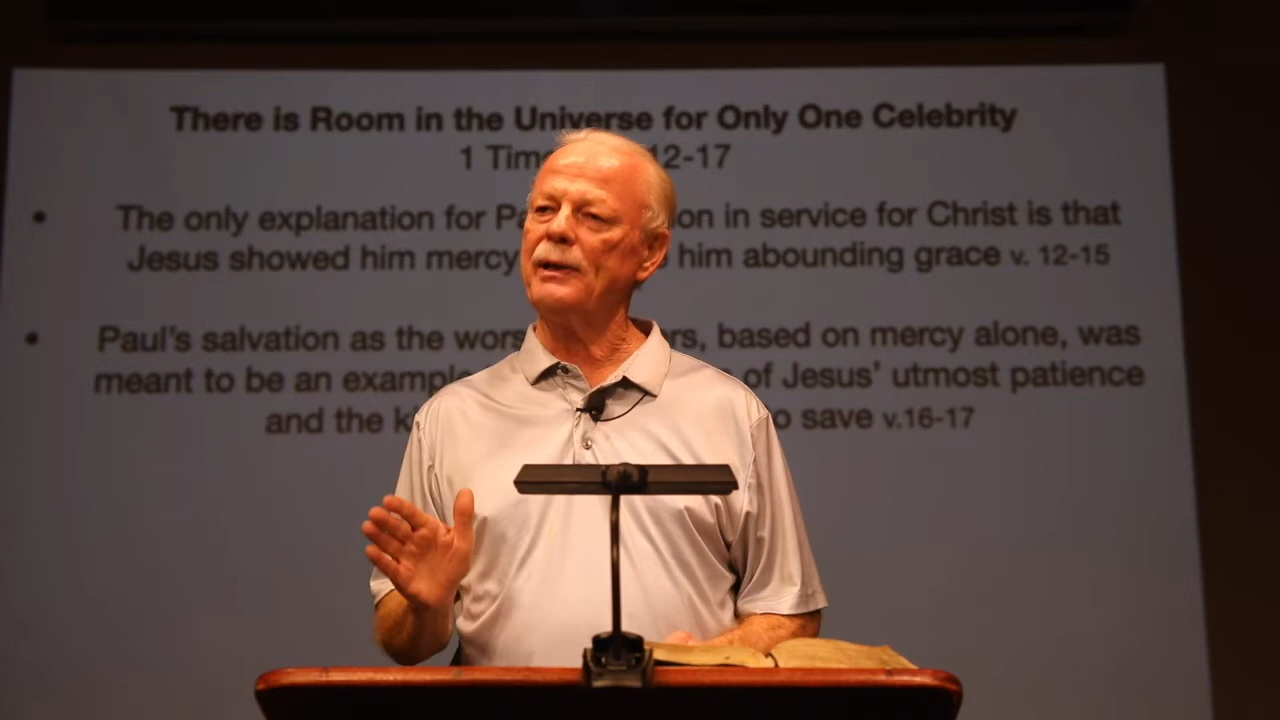 There is Room in the Universe for Only One Celebrity
1 Tim 12-17
• The only explanation for P on in service for Christ is that
Jesus showed him mercy him abounding grace v. 12-15
• Paul's salvation as the wors rs, based on mercy alone, was
meant to be an example of Jesus' utmost patience
and the k o save v.16-17